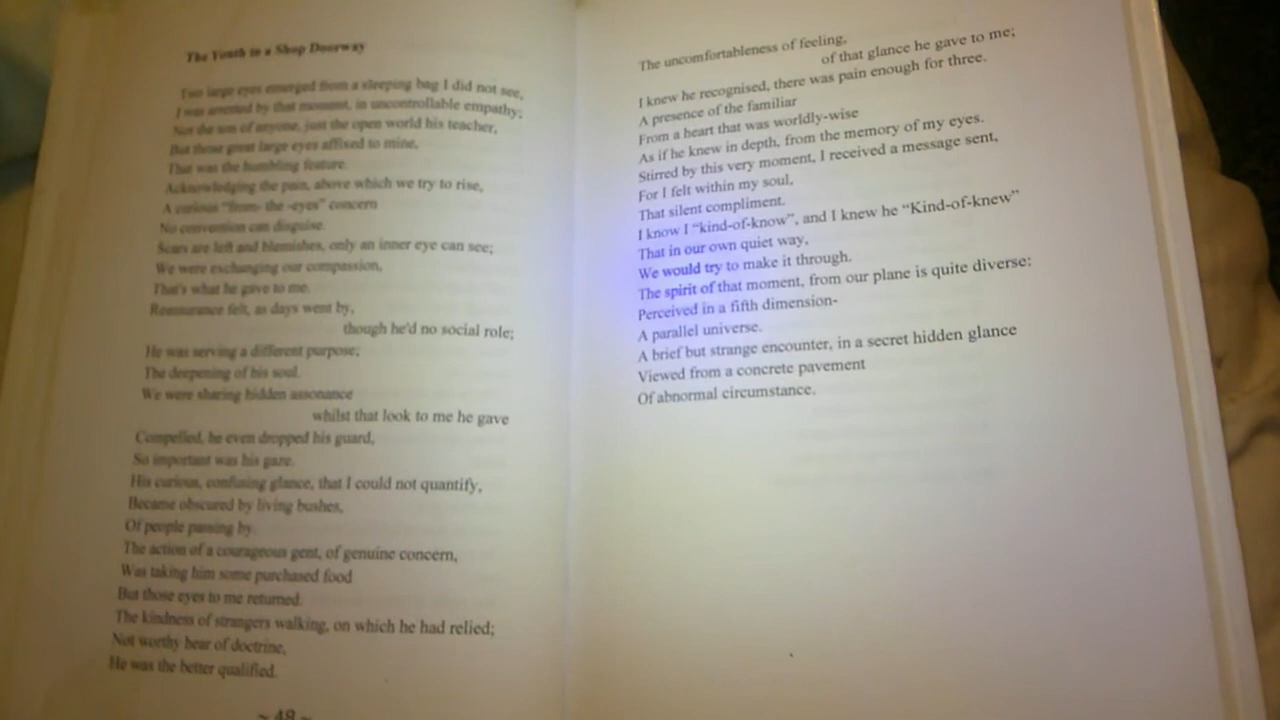 The Youth in a Shop Doorway
Two large eyes emerged from a sleeping bag I did not see,
I was arrested by that moment, in uncontrollable empathy;
Not the son of anyone, just the open world his teacher,
But those great large eyes affixed to mine,
That was the humbling feature.
Acknowledging the pain, above which we try to rise,
A curious "from- the -eyes" concern
No convention can disguise.
Scars are left and blemishes, only an inner eye can see;
We were exchanging our compassion,
That's what he gave to me.
Reassurance felt, as days went by,
though he'd no social role;
He was serving a different purpose;
The deepening of his soul.
We were sharing hidden assonance
whilst that look to me he gave
Compelled, he even dropped his guard,
So important was his gaze.
His curious, confusing glance, that I could not quantify,
Became obscured by living bushes,
Of people passing by.
The action of a courageous gent, of genuine concern,
Was taking him some purchased food
But those eyes to me returned.
The kindness of strangers walking, on which he had relied;
Not worthy hear of doctrine,
He was the better qualified.
~ 49 ~
The uncomfortableness of feeling,
of that glance he gave to me;
I knew he recognised, there was pain enough for three.
A presence of the familiar
From a heart that was worldly-wise
As if he knew in depth, from the memory of my eyes.
Stirred by this very moment, I received a message sent,
For I felt within my soul,
That silent compliment.
I know I "kind-of-know", and I knew he "Kind-of-knew"
That in our own quiet way,
We would try to make it through.
The spirit of that moment, from our plane is quite diverse:
Perceived in a fifth dimension-
A parallel universe.
A brief but strange encounter, in a secret hidden glance
Viewed from a concrete pavement
Of abnormal circumstance.